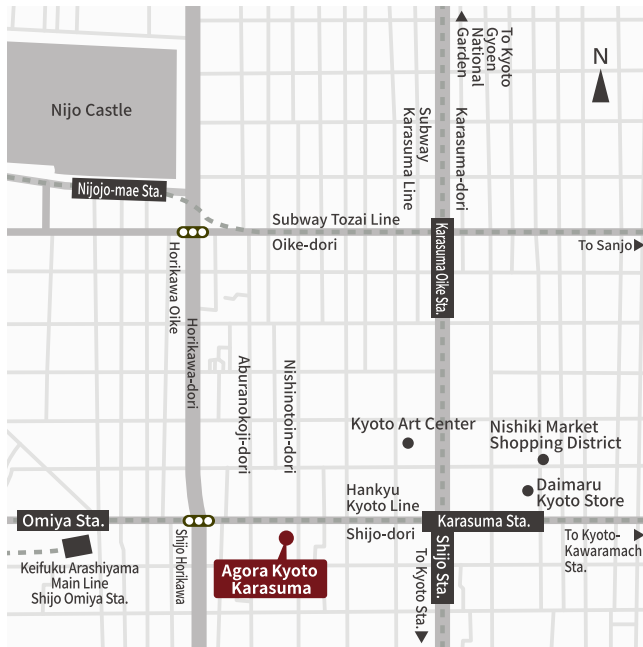 To Kyoto
Gyoen
National
Garden
N
Nijo Castle
Subway
Karasuma Line
Karasuma-dori
Nijojo-mae Sta.
Subway Tozai Line
Oike-dori
Karasuma Oike Sta.
To Sanjo
Horikawa Oike
Horikawa-dori
Aburanokoji-dori
Nishinotoin-dori
Kyoto Art Center
Nishiki Market
Shopping District
Daimaru
Kyoto Store
Hankyu
Kyoto Line
Omiya Sta.
Karasuma Sta.
Shijo-dori
To Kyoto-
Kawaramach
Sta.
Shijo Horikawa
Shijo Sta.
To Kyoto Sta.
Keifuku Arashiyama
Main Line
Shijo Omiya Sta.
Agora Kyoto
Karasuma